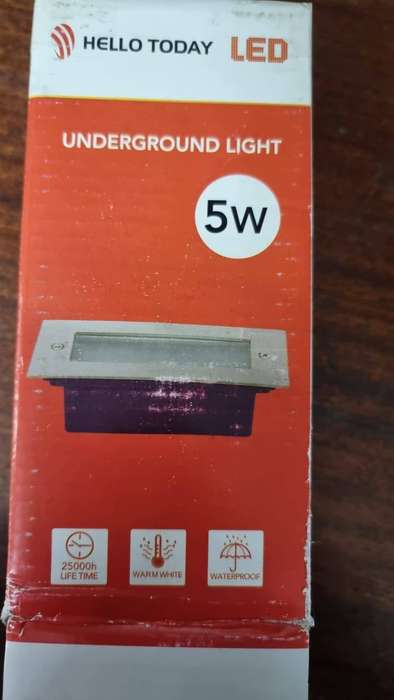 HELLO TODAY LED
UNDERGROUND LIGHT
5W
25000h
LIFE TIME
WARM WHITE
WATERPROOF